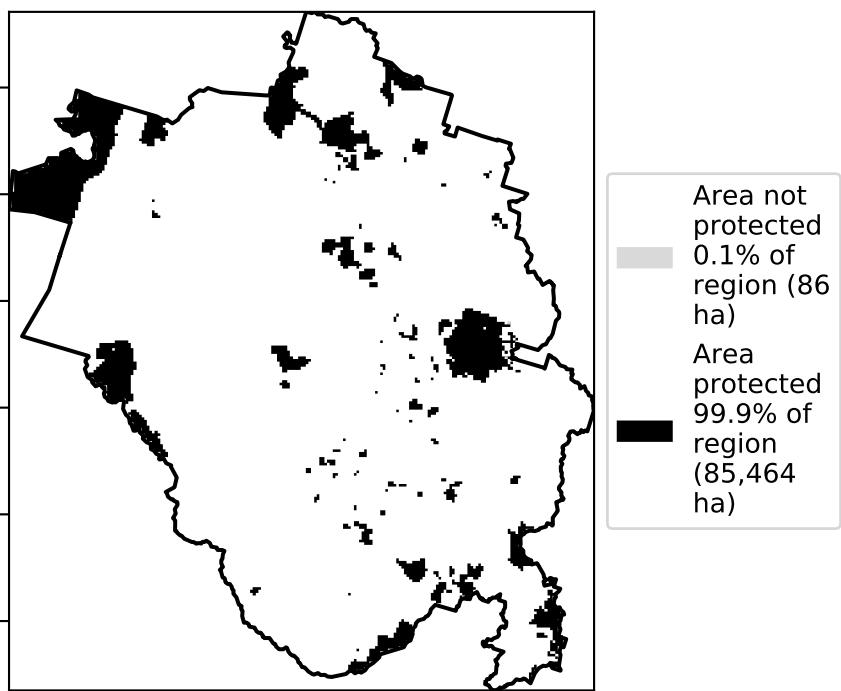 Area not
protected
0.1% of
region (86
ha)
Area
protected
99.9% of
region
(85,464
ha)